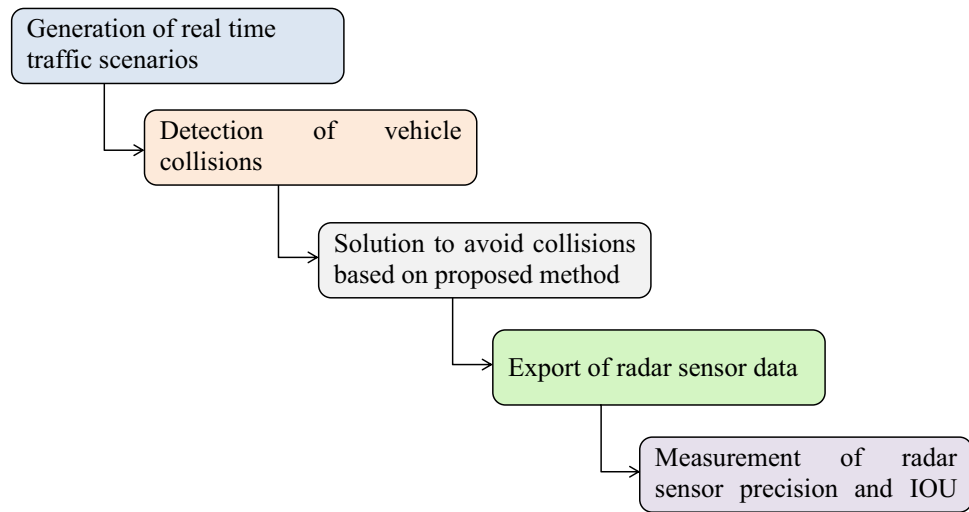 Generation of real time
traffic scenarios
Detection of vehicle
collisions
Solution to avoid collisions
based on proposed method
Export of radar sensor data
Measurement of radar
sensor precision and IOU